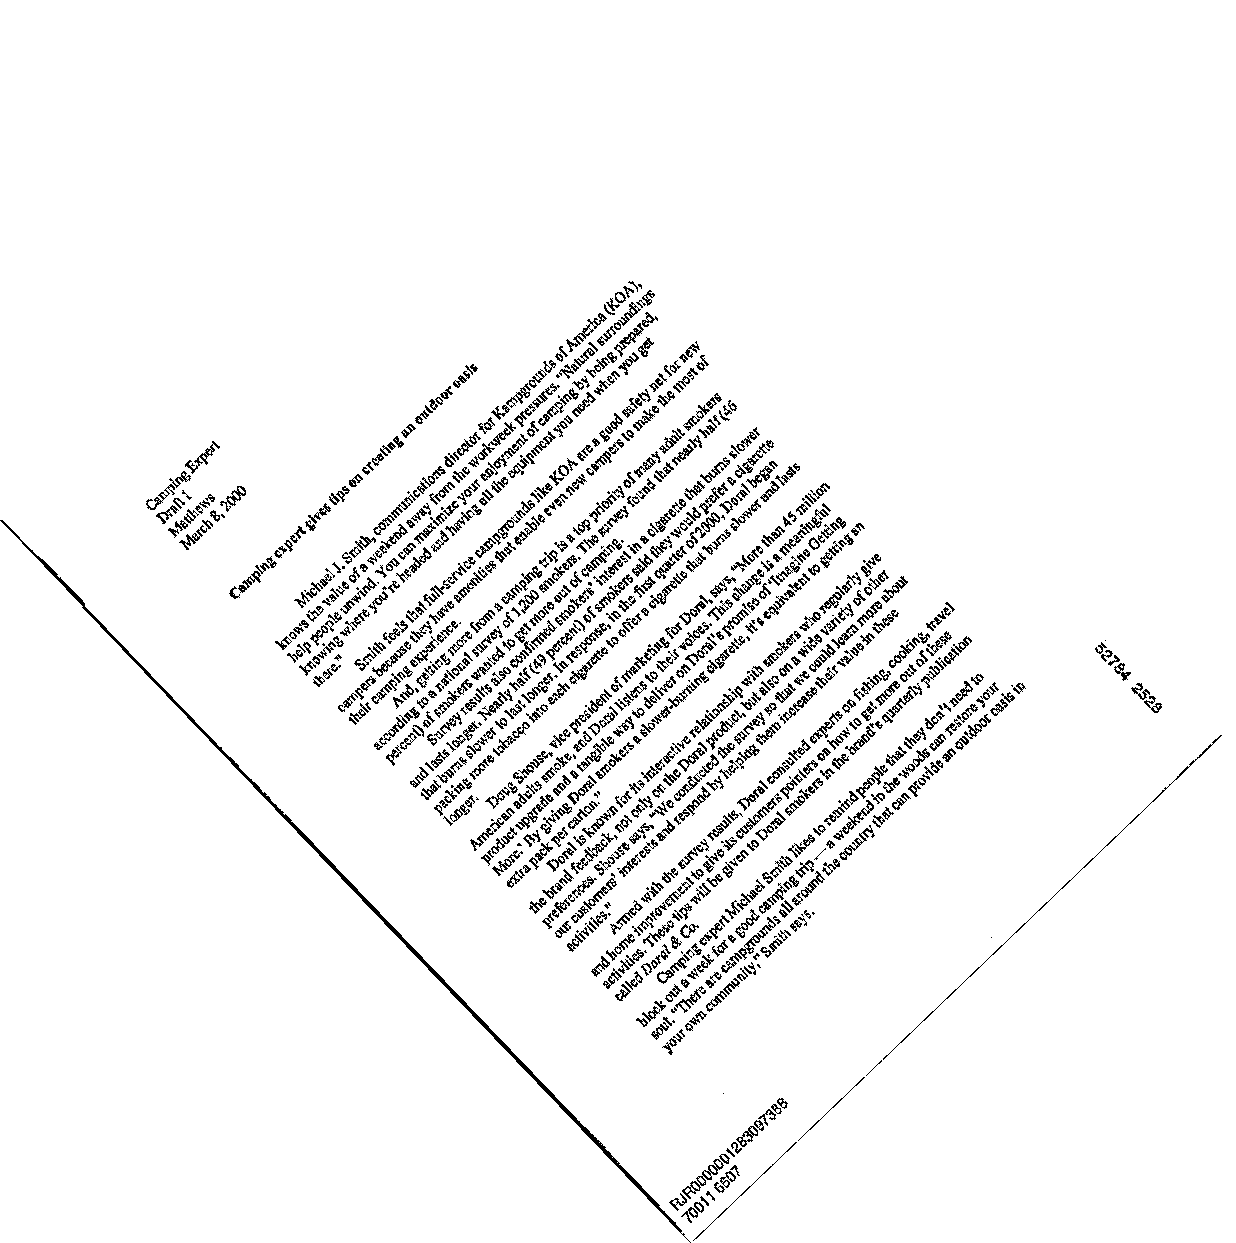 Camping Expert
Draft 1
Matthews
March 8, 2000
Camping expert gives tips on creating an outdoor oasis
Michael J. Smith, communications director for Kampgrounds of America (KOA),
knows the value of a weekend away from the workweek pressures. "Natural surroundings
help people unwind. You can maximize your enjoyment of camping by being prepared,
knowing where you're headed and having all the equipment you need when you get
there."
Smith feels that full-service campgrounds like KOA are a good safety net for new
campers because they have amenities that enable even new campers to make the most of
their camping experience.
And, getting more from a camping trip is a top priority of many adult smokers
according to a national survey of 1,200 smokers. The survey found that nearly half (46
percent) of smokers wanted to get more out of camping.
Survey results also confirmed smokers' interest in a cigarette that burns slower
and lasts longer. Nearly half (49 percent) of smokers said they would prefer a cigarette
that burns slower to last longer. In response, in the first quarter of 2000, Doral began
packing more tobacco into each cigarette to offer a cigarette that burns slower and lasts
longer.
Doug Shouse, vice president of marketing for Doral, says, "More than 45 million
American adults smoke, and Doral listens to their voices. This change is a meaningful
product upgrade and a tangible way to deliver on Doral's promise of 'Imagine Getting
More.' By giving Doral smokers a slower-burning cigarette, it's equivalent to getting an
extra pack per carton."
Doral is known for its interactive relationship with smokers who regularly give
the brand feedback, not only on the Doral product, but also on a wide variety of other
preferences. Shouse says, "We conducted the survey so that we could learn more about
our customers' interests and respond by helping them increase their value in these
activities."
Armed with the survey results, Doral consulted experts on fishing, cooking, travel
and home improvement to give its customers pointers on how to get more out of these
activities. These tips will be given to Doral smokers in the brand's quarterly publication
called Doral & Co.
Camping expert Michael Smith likes to remind people that they don't need to
block out a week for a good camping trip — a weekend in the woods can restore your
soul. "There are campgrounds all around the country that can provide an outdoor oasis in
your own community," Smith says.
52794 2523
RJR0000001283097388
70011 6607